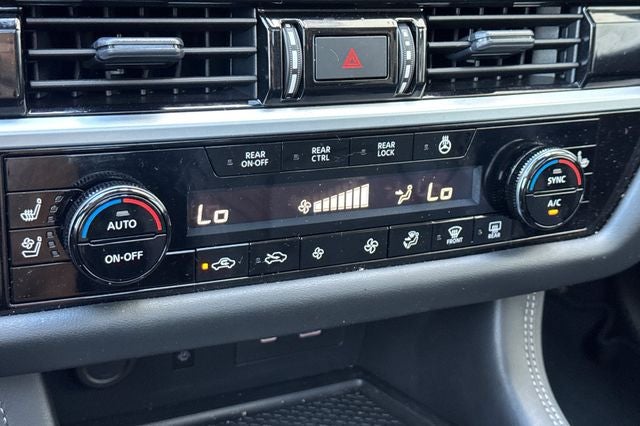 REAR ON-OFF
REAR CTRL
REAR LOCK
AUTO
ON-OFF
Lo
Lo
SYNC
A/C
FRONT
REAR